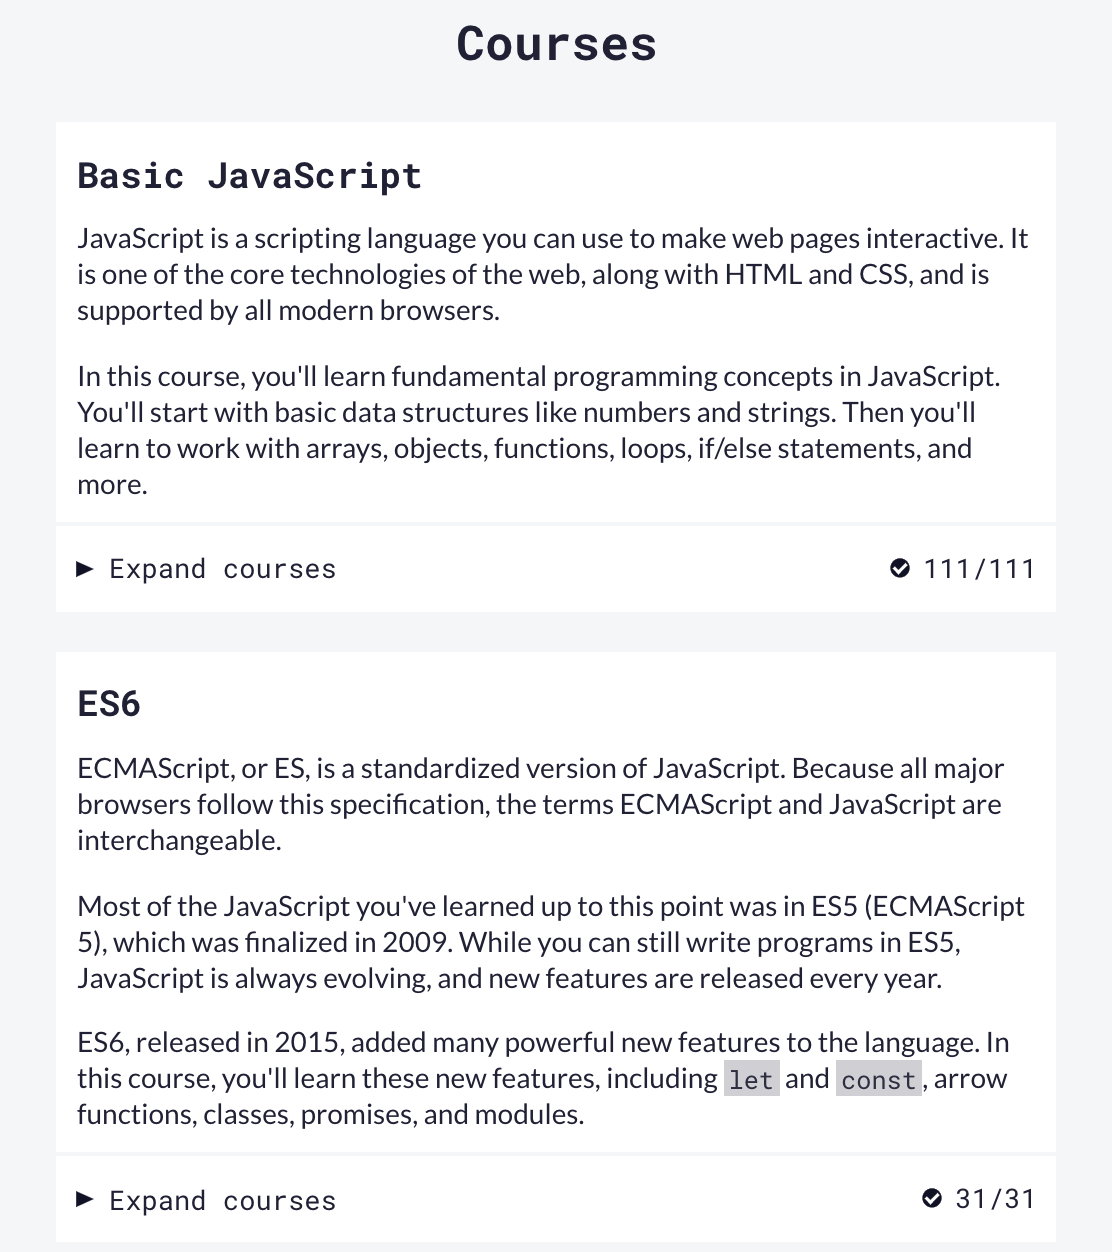 Courses
Basic JavaScript
JavaScript is a scripting language you can use to make web pages interactive. It
is one of the core technologies of the web, along with HTML and CSS, and is
supported by all modern browsers.
In this course, you'll learn fundamental programming concepts in JavaScript.
You'll start with basic data structures like numbers and strings. Then you'll
learn to work with arrays, objects, functions, loops, if/else statements, and
more.
Expand courses 111/111
ES6
ECMAScript, or ES, is a standardized version of JavaScript. Because all major
browsers follow this specification, the terms ECMAScript and JavaScript are
interchangeable.
Most of the JavaScript you've learned up to this point was in ES5 (ECMAScript
5), which was finalized in 2009. While you can still write programs in ES5,
JavaScript is always evolving, and new features are released every year.
ES6, released in 2015, added many powerful new features to the language. In
this course, you'll learn these new features, including let and const, arrow
functions, classes, promises, and modules.
Expand courses 31/31